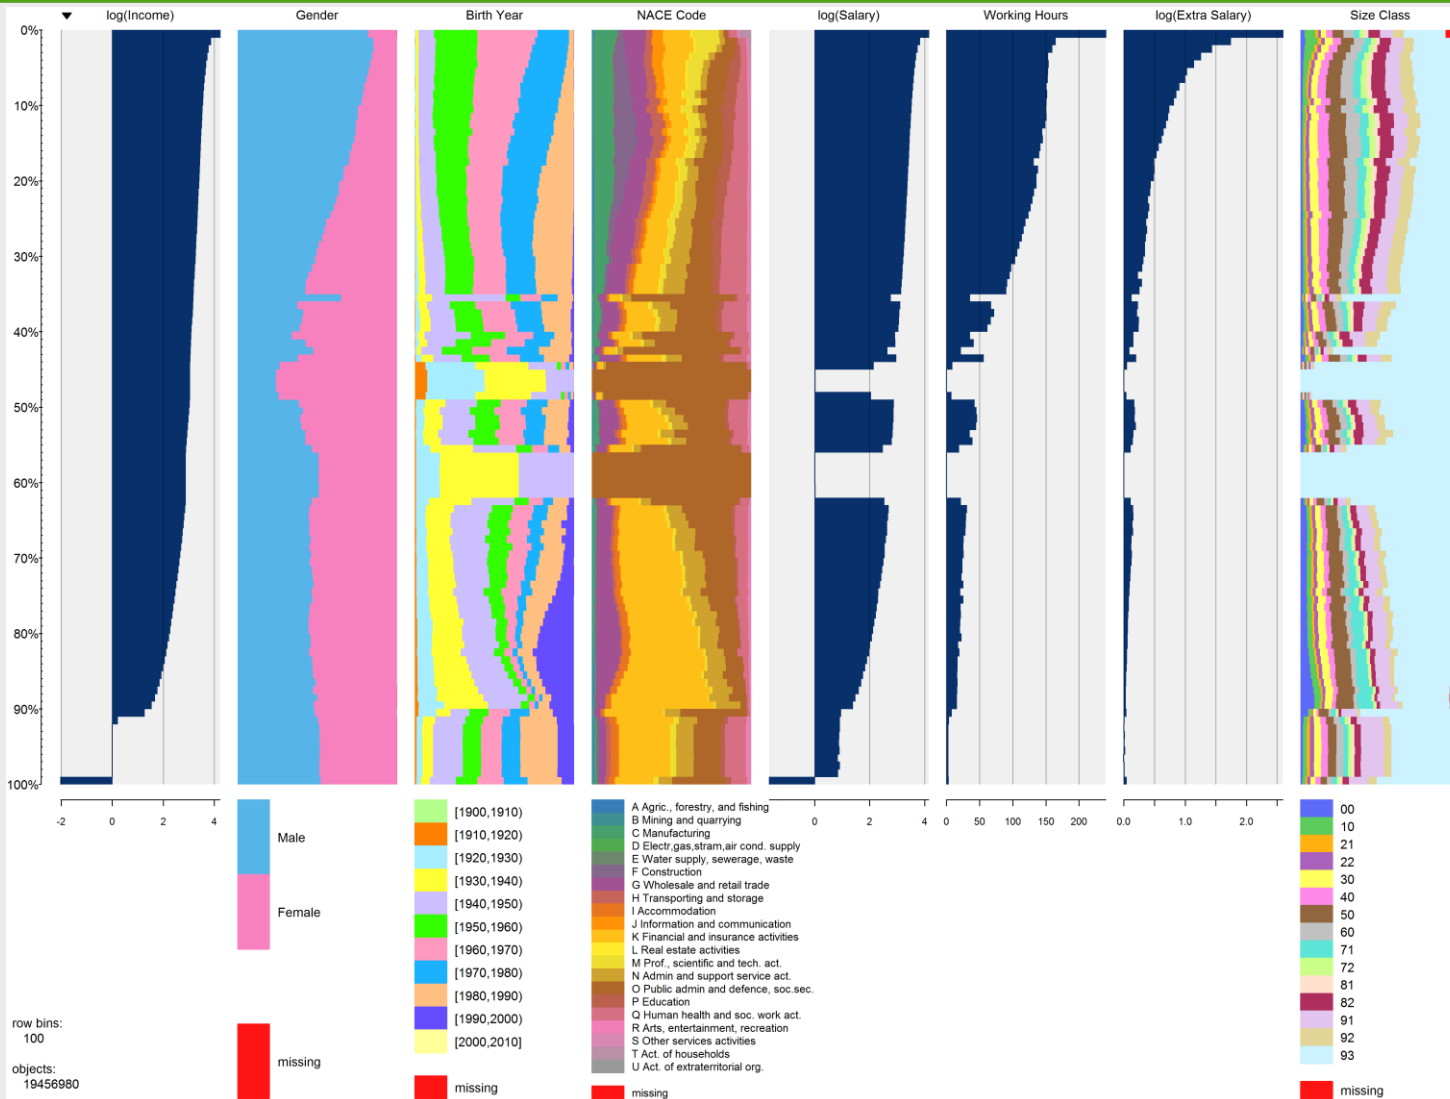 log(Income) Gender Birth Year NACE Code log(Salary) Working Hours log(Extra Salary) Size Class
0%
10%
20%
30%
40%
50%
60%
70%
80%
90%
100%
-2 0 2 4 0 2 4 0 50 100 150 200 0.0 1.0 2.0
Male
Female
missing
[1900,1910)
[1910,1920)
[1920,1930)
[1930,1940)
[1940,1950)
[1950,1960)
[1960,1970)
[1970,1980)
[1980,1990)
[1990,2000)
[2000,2010]
missing
A Agric., forestry, and fishing
B Mining and quarrying
C Manufacturing
D Electr,gas,stram,air cond. supply
E Water supply, sewerage, waste
F Construction
G Wholesale and retail trade
H Transporting and storage
I Accommodation
J Information and communication
K Financial and insurance activities
L Real estate activities
M Prof., scientific and tech. act.
N Admin and support service act.
O Public admin and defence, soc.sec.
P Education
Q Human health and soc. work act.
R Arts, entertainment, recreation
S Other services activities
T Act. of households
U Act. of extraterritorial org.
missing
00
10
21
22
30
40
50
60
71
72
81
82
91
92
93
missing
row bins:
100
objects:
19456980